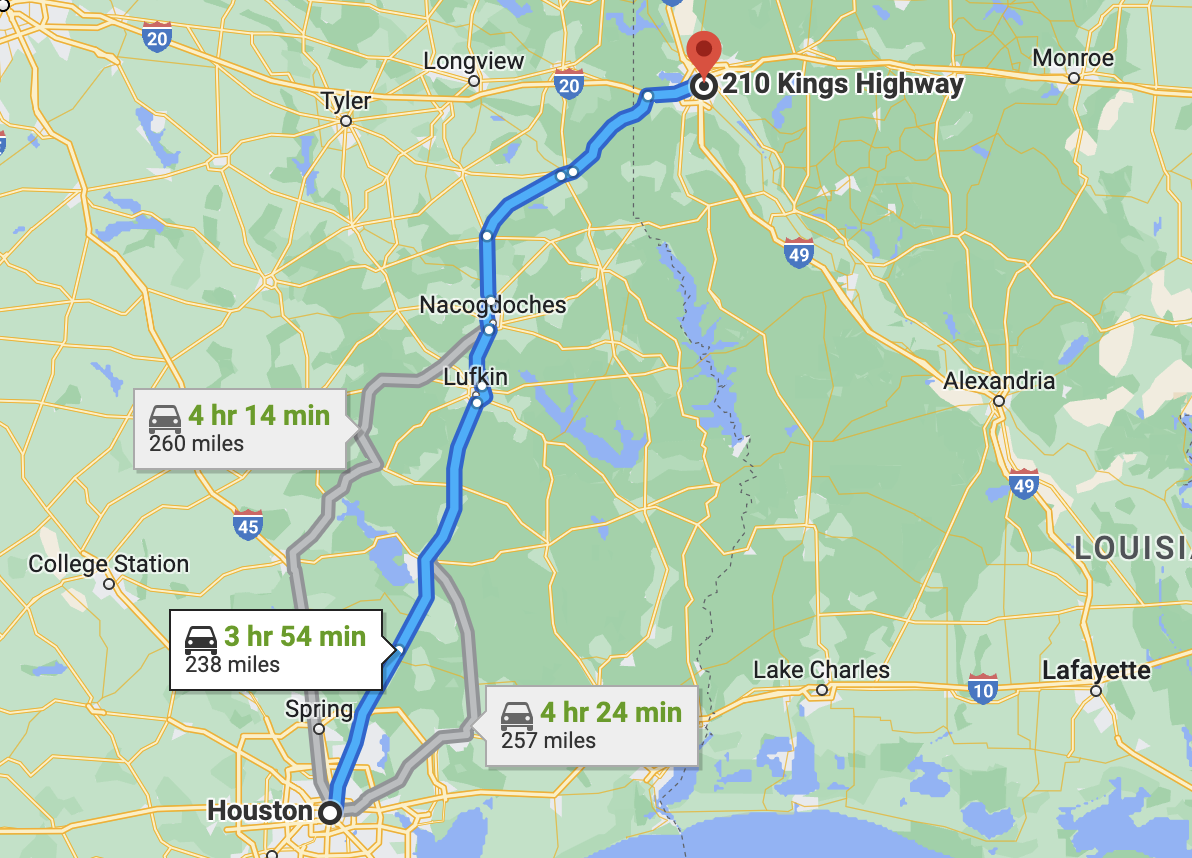 20
Longview
20
210 Kings Highway
Monroe
Tyler
49
Nacogdoches
Lufkin
Alexandria
4 hr 14 min
260 miles
49
45
LOUISI
College Station
3 hr 54 min
238 miles
Lake Charles
Lafayette
10
Spring
4 hr 24 min
257 miles
Houston